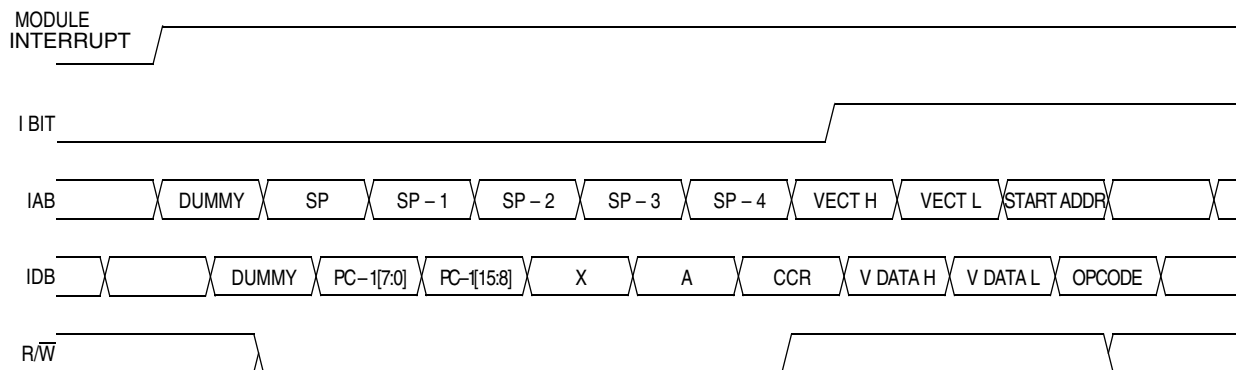 MODULE
INTERRUPT
I BIT
IAB DUMMY SP SP – 1 SP – 2 SP – 3 SP – 4 VECT H VECT L START ADDR
IDB DUMMY PC – 1[7:0] PC–1[15:8] X A CCR V DATA H V DATA L OPCODE
R/W̅